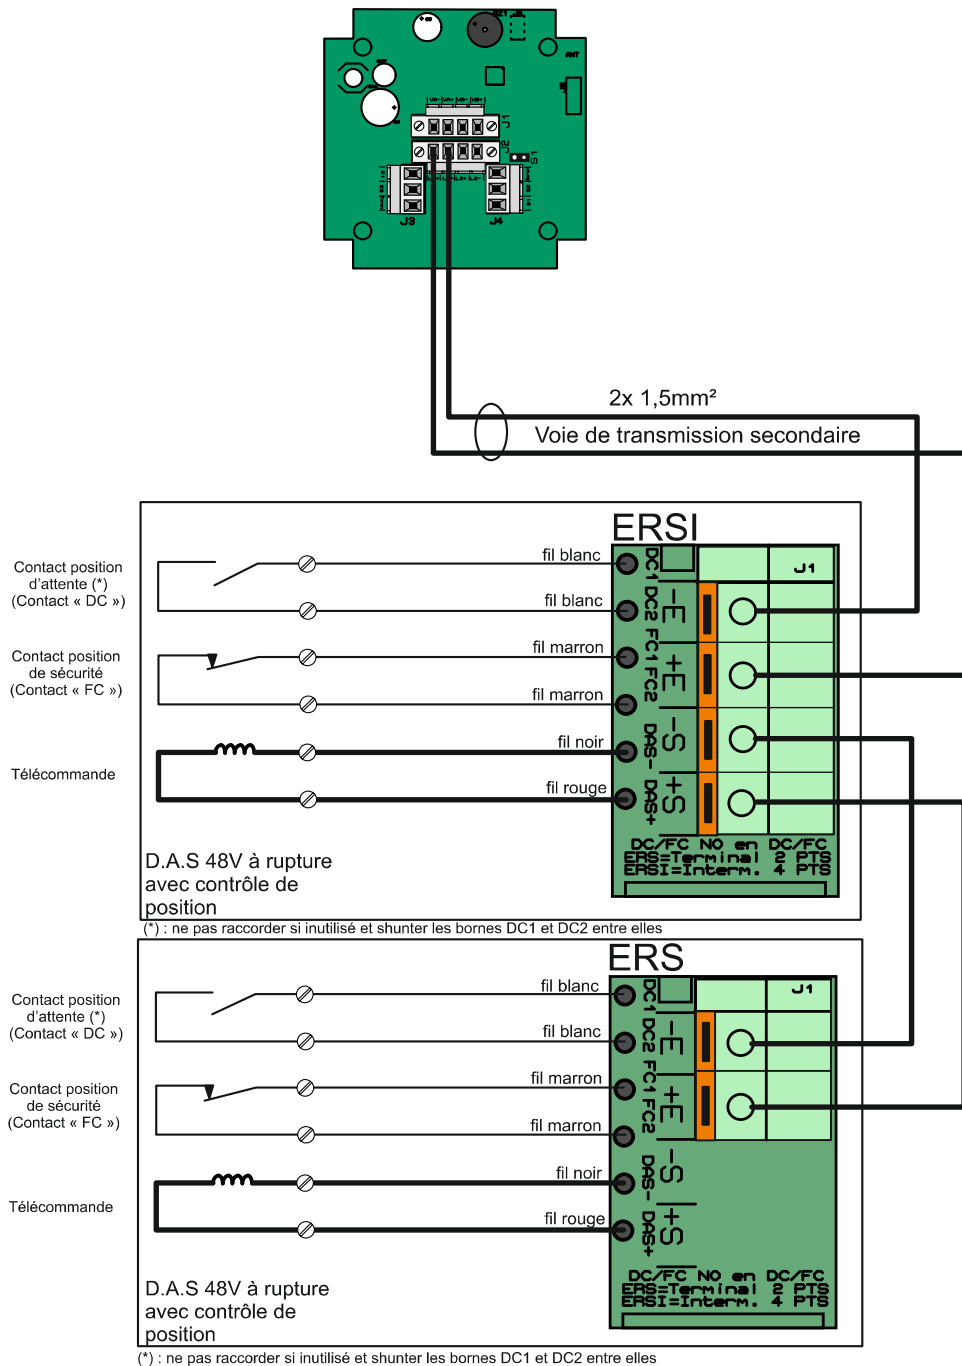 ANT
VA- VA+ VB- VB+
J1
J2
S1
J3
J4
2x 1,5mm²
Voie de transmission secondaire
ERSI
Contact position
d'attente (*)
(Contact « DC »)
fil blanc
fil blanc
Contact position
de sécurité
(Contact « FC »)
fil marron
fil marron
Télécommande
fil noir
fil rouge
DC1
DC2
FC1
FC2
DAS-
DAS+
-E
+E
-S
+S
J1
DC/FC NO en DC/FC
ERS=Terminal 2 PTS
ERSI=Interm. 4 PTS
D.A.S 48V à rupture
avec contrôle de
position
(*) : ne pas raccorder si inutilisé et shunter les bornes DC1 et DC2 entre elles
ERS
Contact position
d'attente (*)
(Contact « DC »)
fil blanc
fil blanc
Contact position
de sécurité
(Contact « FC »)
fil marron
fil marron
Télécommande
fil noir
fil rouge
DC1
DC2
FC1
FC2
DAS-
DAS+
-E
+E
-S
+S
J1
DC/FC NO en DC/FC
ERS=Terminal 2 PTS
ERSI=Interm. 4 PTS
D.A.S 48V à rupture
avec contrôle de
position
(*) : ne pas raccorder si inutilisé et shunter les bornes DC1 et DC2 entre elles